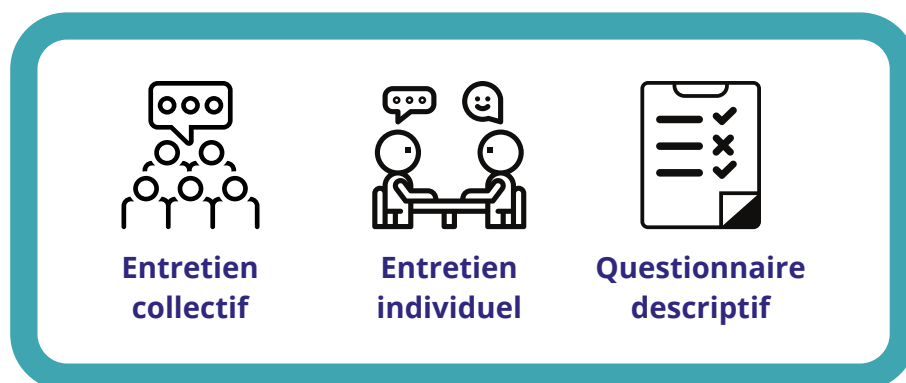 Entretien
collectif
Entretien
individuel
Questionnaire
descriptif